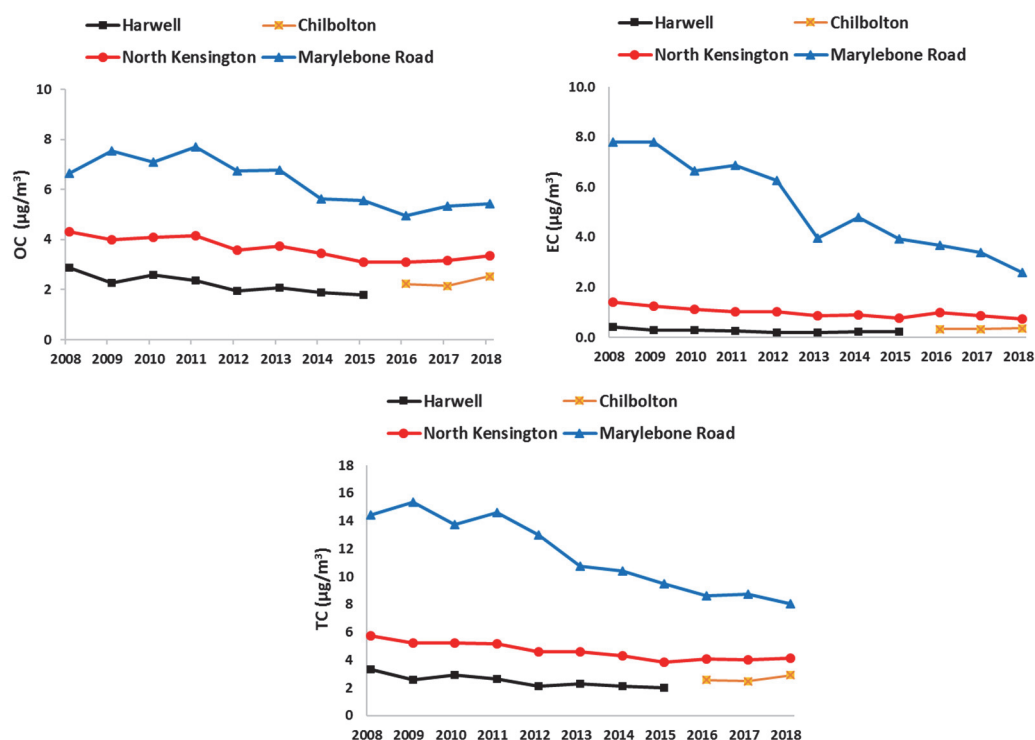 Harwell Chilbolton
North Kensington Marylebone Road
10
8
6
4
2
0
OC (µg/m³)
2008 2009 2010 2011 2012 2013 2014 2015 2016 2017 2018
Harwell Chilbolton
North Kensington Marylebone Road
10.0
8.0
6.0
4.0
2.0
0.0
EC (µg/m³)
2008 2009 2010 2011 2012 2013 2014 2015 2016 2017 2018
Harwell Chilbolton
North Kensington Marylebone Road
18
16
14
12
10
8
6
4
2
0
TC (µg/m³)
2008 2009 2010 2011 2012 2013 2014 2015 2016 2017 2018